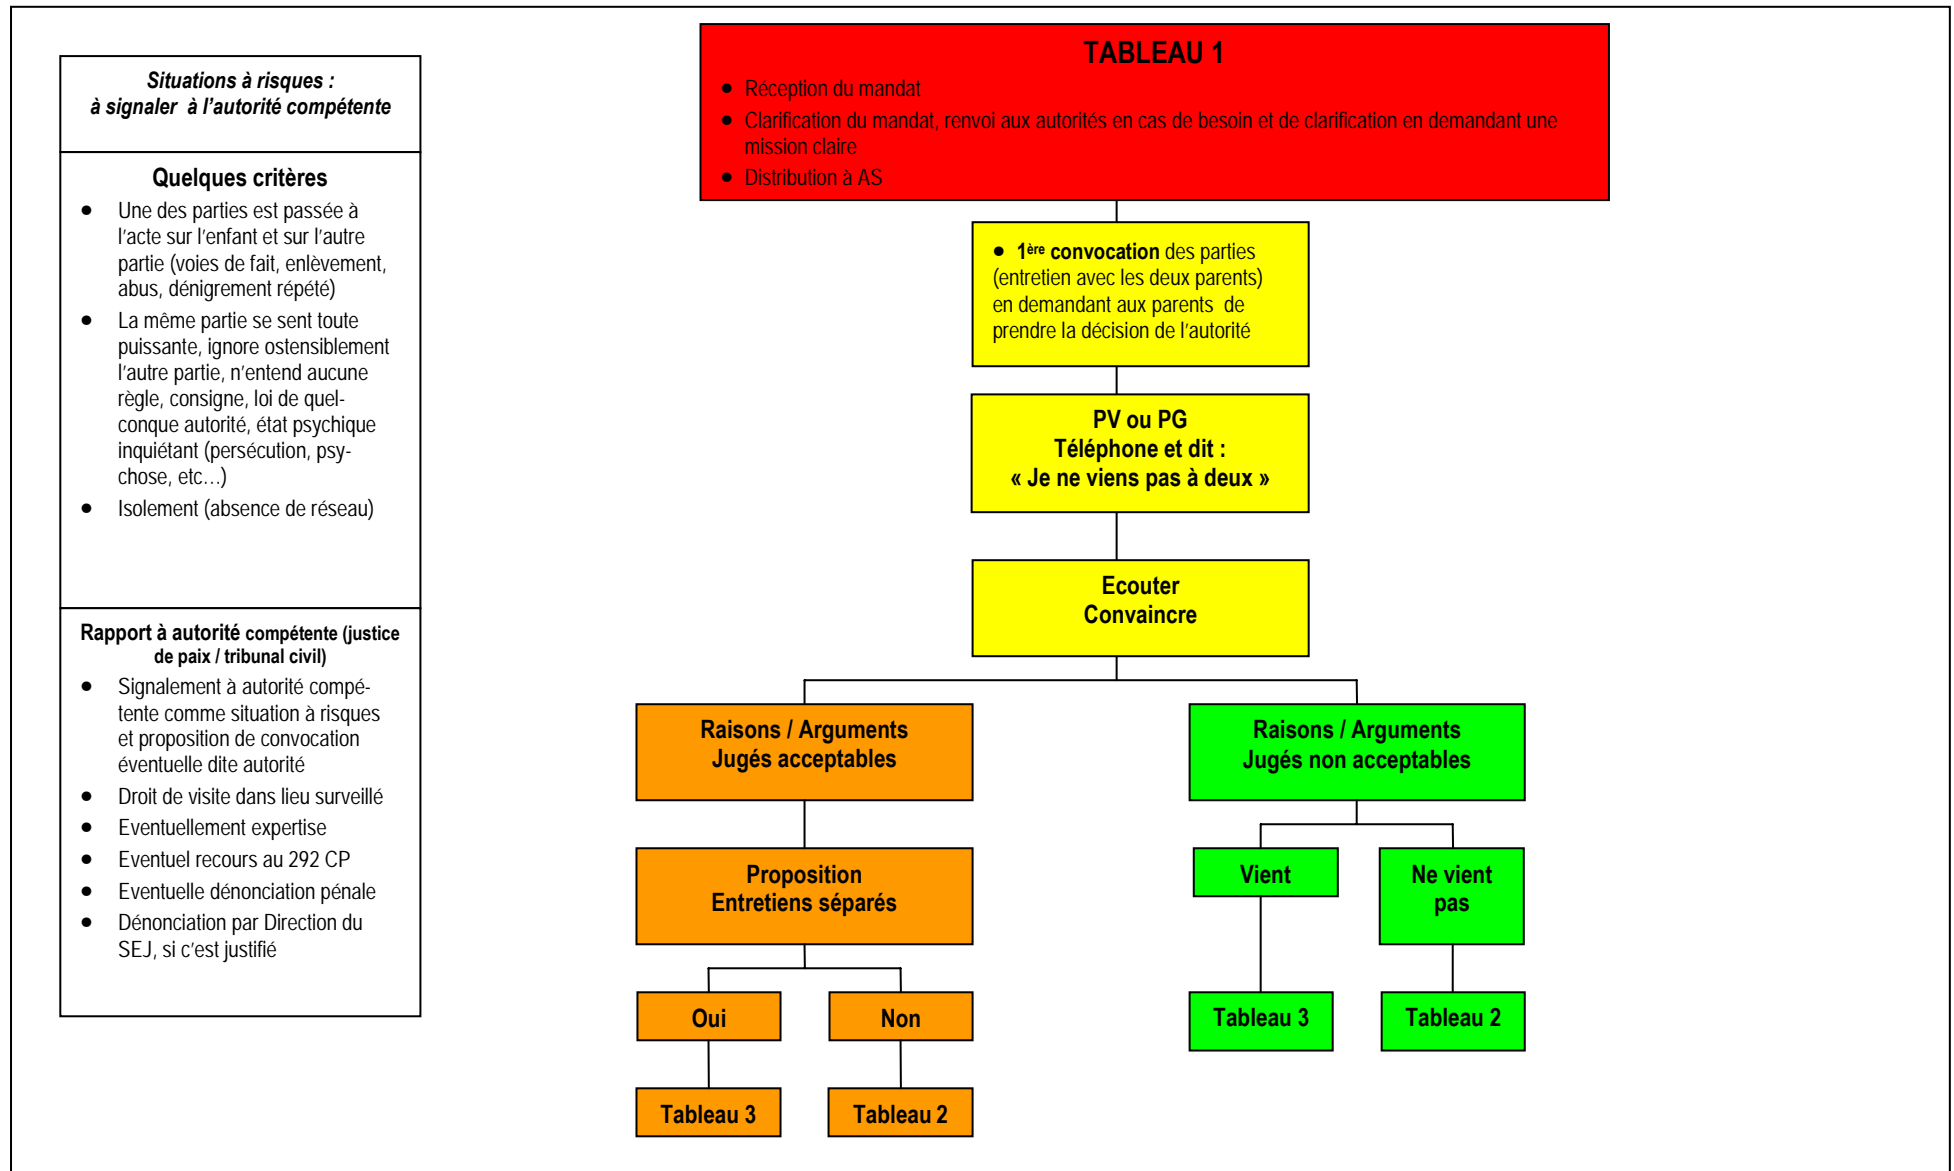 Situations à risques :
à signaler à l'autorité compétente
Quelques critères
• Une des parties est passée à
l'acte sur l'enfant et sur l'autre
partie (voies de fait, enlèvement,
abus, dénigrement répété)
• La même partie se sent toute
puissante, ignore ostensiblement
l'autre partie, n'entend aucune
règle, consigne, loi de quel-
conque autorité, état psychique
inquiétant (persécution, psy-
chose, etc…)
• Isolement (absence de réseau)
Rapport à autorité compétente (justice
de paix / tribunal civil)
• Signalement à autorité compé-
tente comme situation à risques
et proposition de convocation
éventuelle dite autorité
• Droit de visite dans lieu surveillé
• Eventuellement expertise
• Eventuel recours au 292 CP
• Eventuelle dénonciation pénale
• Dénonciation par Direction du
SEJ, si c'est justifié
TABLEAU 1
• Réception du mandat
• Clarification du mandat, renvoi aux autorités en cas de besoin et de clarification en demandant une
mission claire
• Distribution à AS
• 1ère convocation des parties
(entretien avec les deux parents)
en demandant aux parents de
prendre la décision de l'autorité
PV ou PG
Téléphone et dit :
« Je ne viens pas à deux »
Ecouter
Convaincre
Raisons / Arguments
Jugés acceptables
Proposition
Entretiens séparés
Oui
Non
Tableau 3
Tableau 2
Raisons / Arguments
Jugés non acceptables
Vient
Ne vient
pas
Tableau 3
Tableau 2